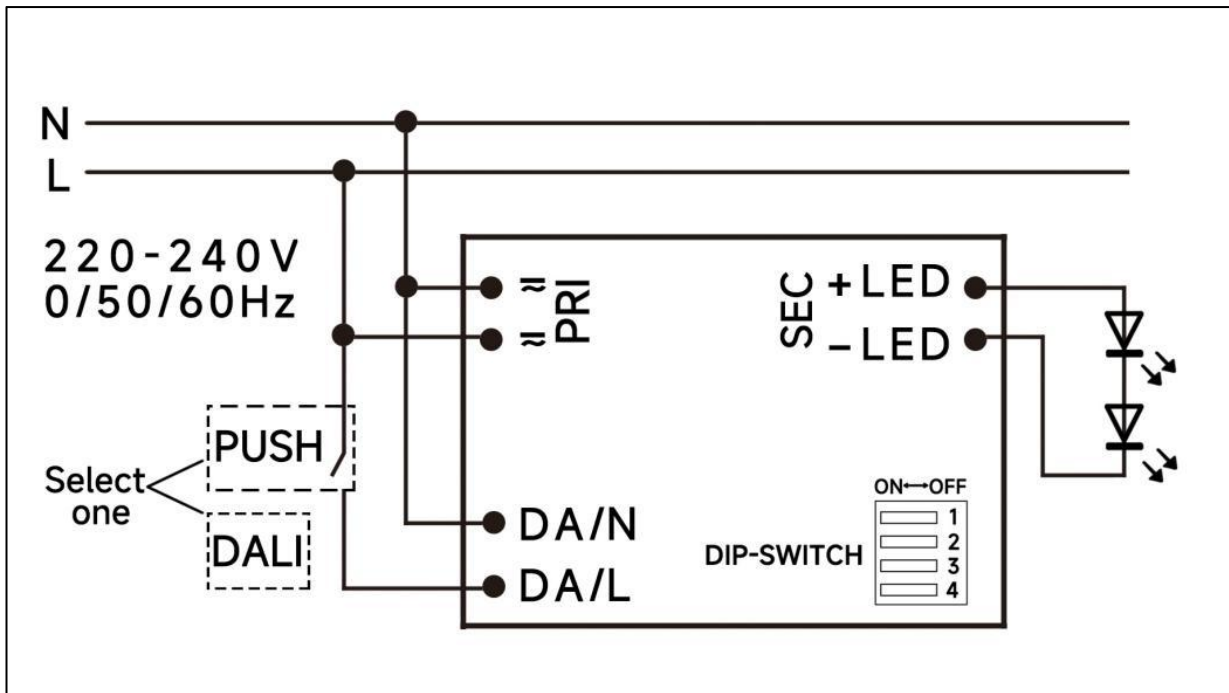 N
L
220-240V
0/50/60Hz
≂
≂
PRI
SEC
+LED
−LED
PUSH
Select
one
DALI
DA/N
DA/L
DIP-SWITCH
ON↔OFF
1
2
3
4